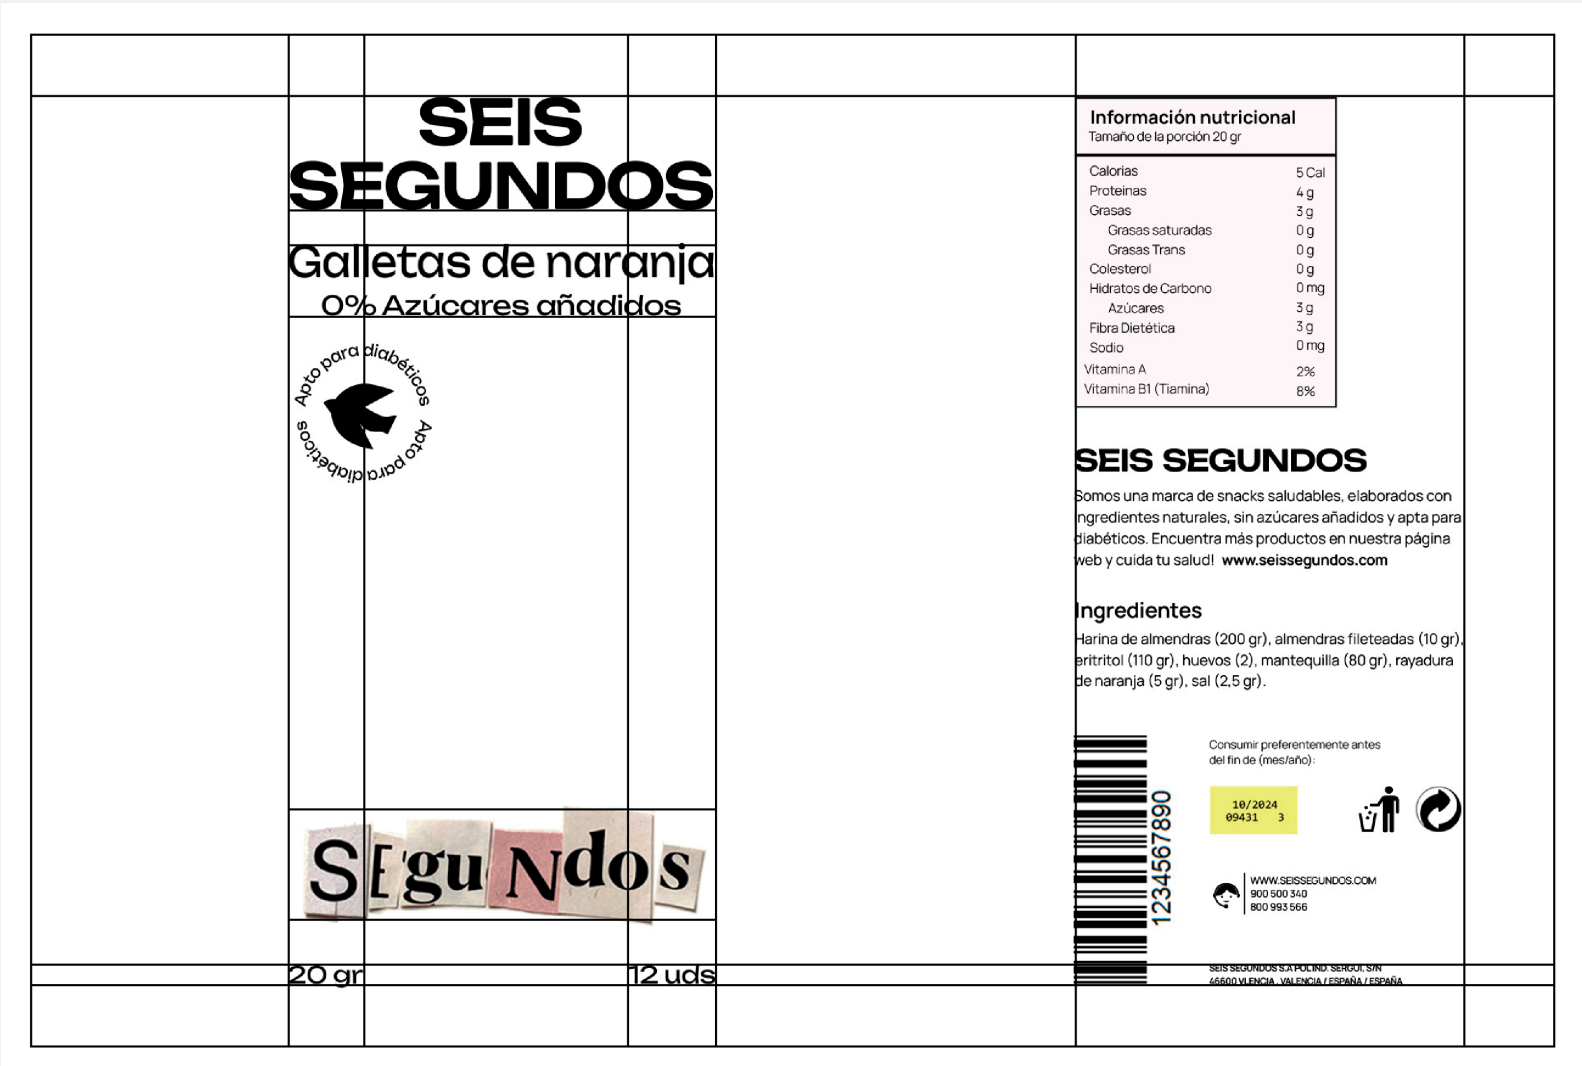 SEIS
SEGUNDOS
Galletas de naranja
0% Azúcares añadidos
Apto para diabéticos
Apto para diabéticos
SEguNdos
20 gr
12 uds
Información nutricional
Tamaño de la porción 20 gr
Calorias 5 Cal
Proteinas 4 g
Grasas 3 g
Grasas saturadas 0 g
Grasas Trans 0 g
Colesterol 0 g
Hidratos de Carbono 0 mg
Azúcares 3 g
Fibra Dietética 3 g
Sodio 0 mg
Vitamina A 2%
Vitamina B1 (Tiamina) 8%
SEIS SEGUNDOS
Somos una marca de snacks saludables, elaborados con
ingredientes naturales, sin azúcares añadidos y apta para
diabéticos. Encuentra más productos en nuestra página
web y cuida tu salud! www.seissegundos.com
Ingredientes
Harina de almendras (200 gr), almendras fileteadas (10 gr),
eritritol (110 gr), huevos (2), mantequilla (80 gr), rayadura
de naranja (5 gr), sal (2,5 gr).
1234567890
Consumir preferentemente antes
del fin de (mes/año):
10/2024
09431 3
WWW.SEISSEGUNDOS.COM
900 500 340
800 993 566
SEIS SEGUNDOS S.A POL.IND. SERGUI, S/N
46600 VLENCIA , VALENCIA / ESPAÑA / ESPAÑA